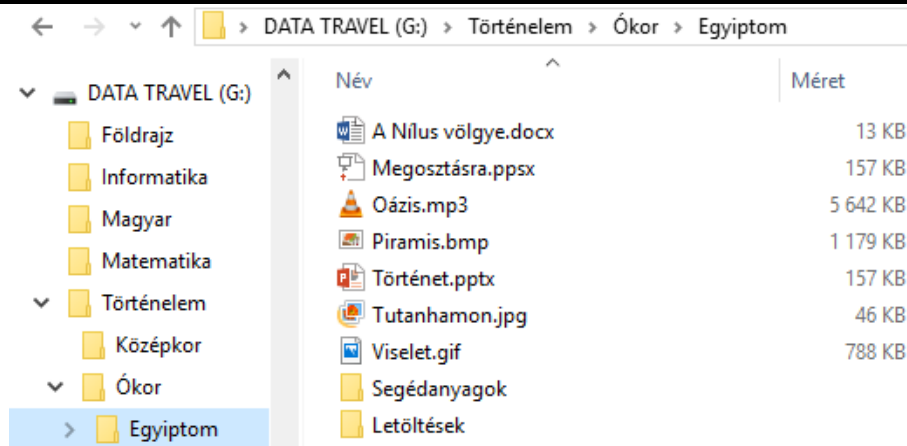 DATA TRAVEL (G:) > Történelem > Ókor > Egyiptom
DATA TRAVEL (G:)
Földrajz
Informatika
Magyar
Matematika
Történelem
Középkor
Ókor
Egyiptom
Név Méret
A Nílus völgye.docx 13 KB
Megosztásra.ppsx 157 KB
Oázis.mp3 5 642 KB
Piramis.bmp 1 179 KB
Történet.pptx 157 KB
Tutanhamon.jpg 46 KB
Viselet.gif 788 KB
Segédanyagok
Letöltések